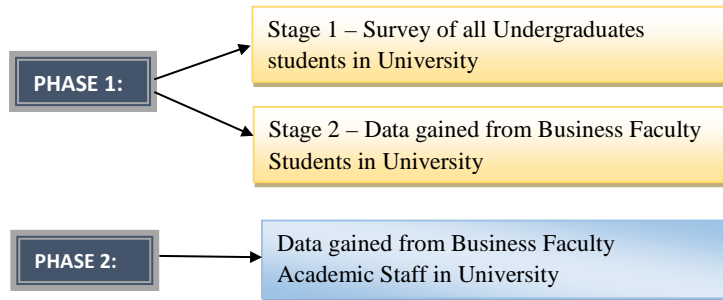 PHASE 1:
Stage 1 – Survey of all Undergraduates
students in University
Stage 2 – Data gained from Business Faculty
Students in University
PHASE 2:
Data gained from Business Faculty
Academic Staff in University